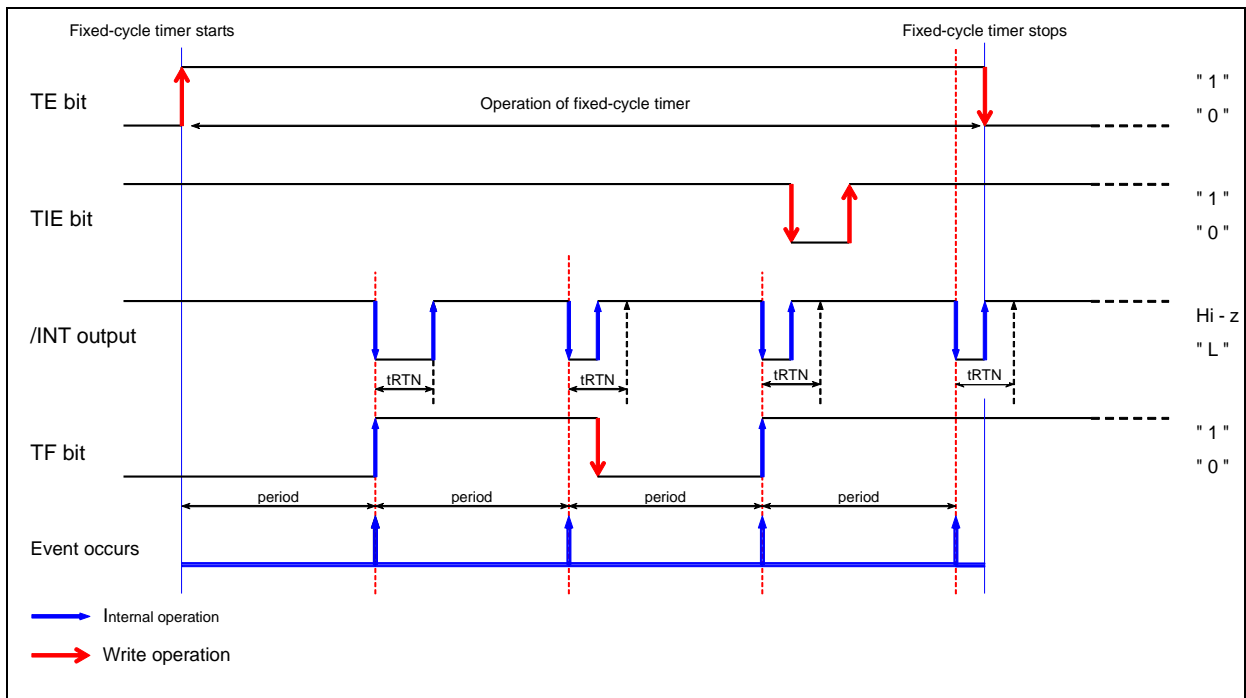 Fixed-cycle timer starts
Fixed-cycle timer stops
TE bit
Operation of fixed-cycle timer
" 1 "
" 0 "
TIE bit
" 1 "
" 0 "
/INT output
Hi - z
" L "
tRTN
tRTN
tRTN
tRTN
TF bit
" 1 "
" 0 "
period
period
period
period
Event occurs
Internal operation
Write operation